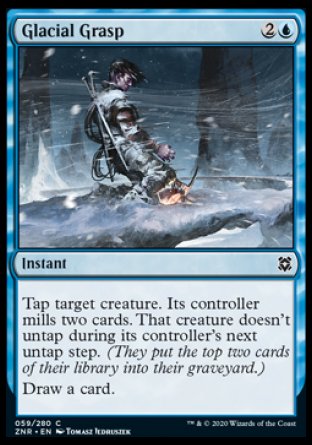 Glacial Grasp 2
Instant
Tap target creature. Its controller
mills two cards. That creature doesn't
untap during its controller's next
untap step. (They put the top two cards
of their library into their graveyard.)
Draw a card.
059/280 C
ZNR • EN TOMASZ JEDRUSZEK ™ & © 2020 Wizards of the Coast